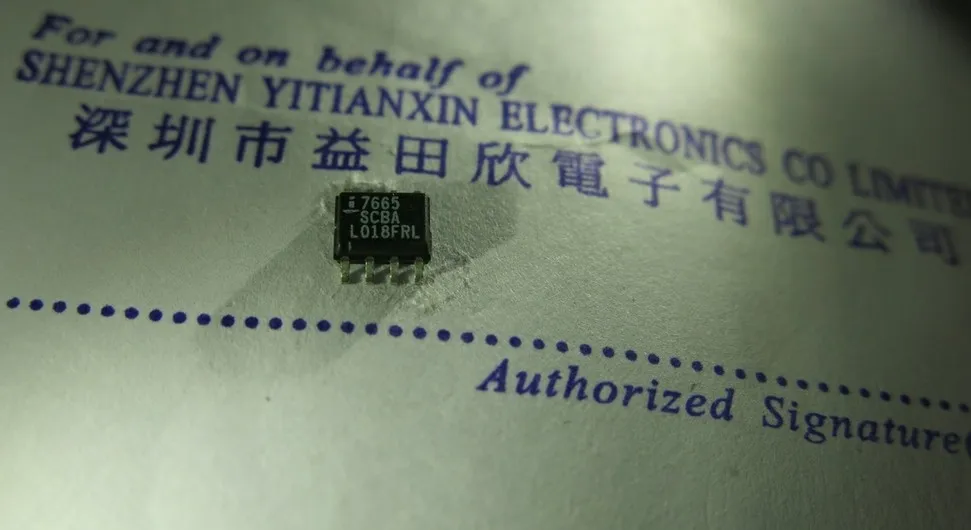 For and on behalf of
SHENZHEN YITIANXIN ELECTRONICS CO LIMITED
深圳市益田欣電子有限公司
i 7665
SCBA
L018FRL
Authorized Signature(